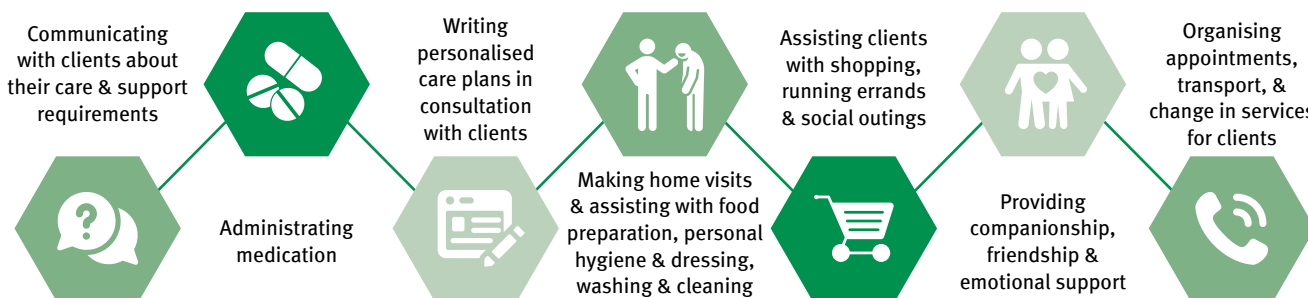 Communicating
with clients about
their care & support
requirements
Administrating
medication
Writing
personalised
care plans in
consultation
with clients
Making home visits
& assisting with food
preparation, personal
hygiene & dressing,
washing & cleaning
Assisting clients
with shopping,
running errands
& social outings
Providing
companionship,
friendship &
emotional support
Organising
appointments,
transport, &
change in services
for clients